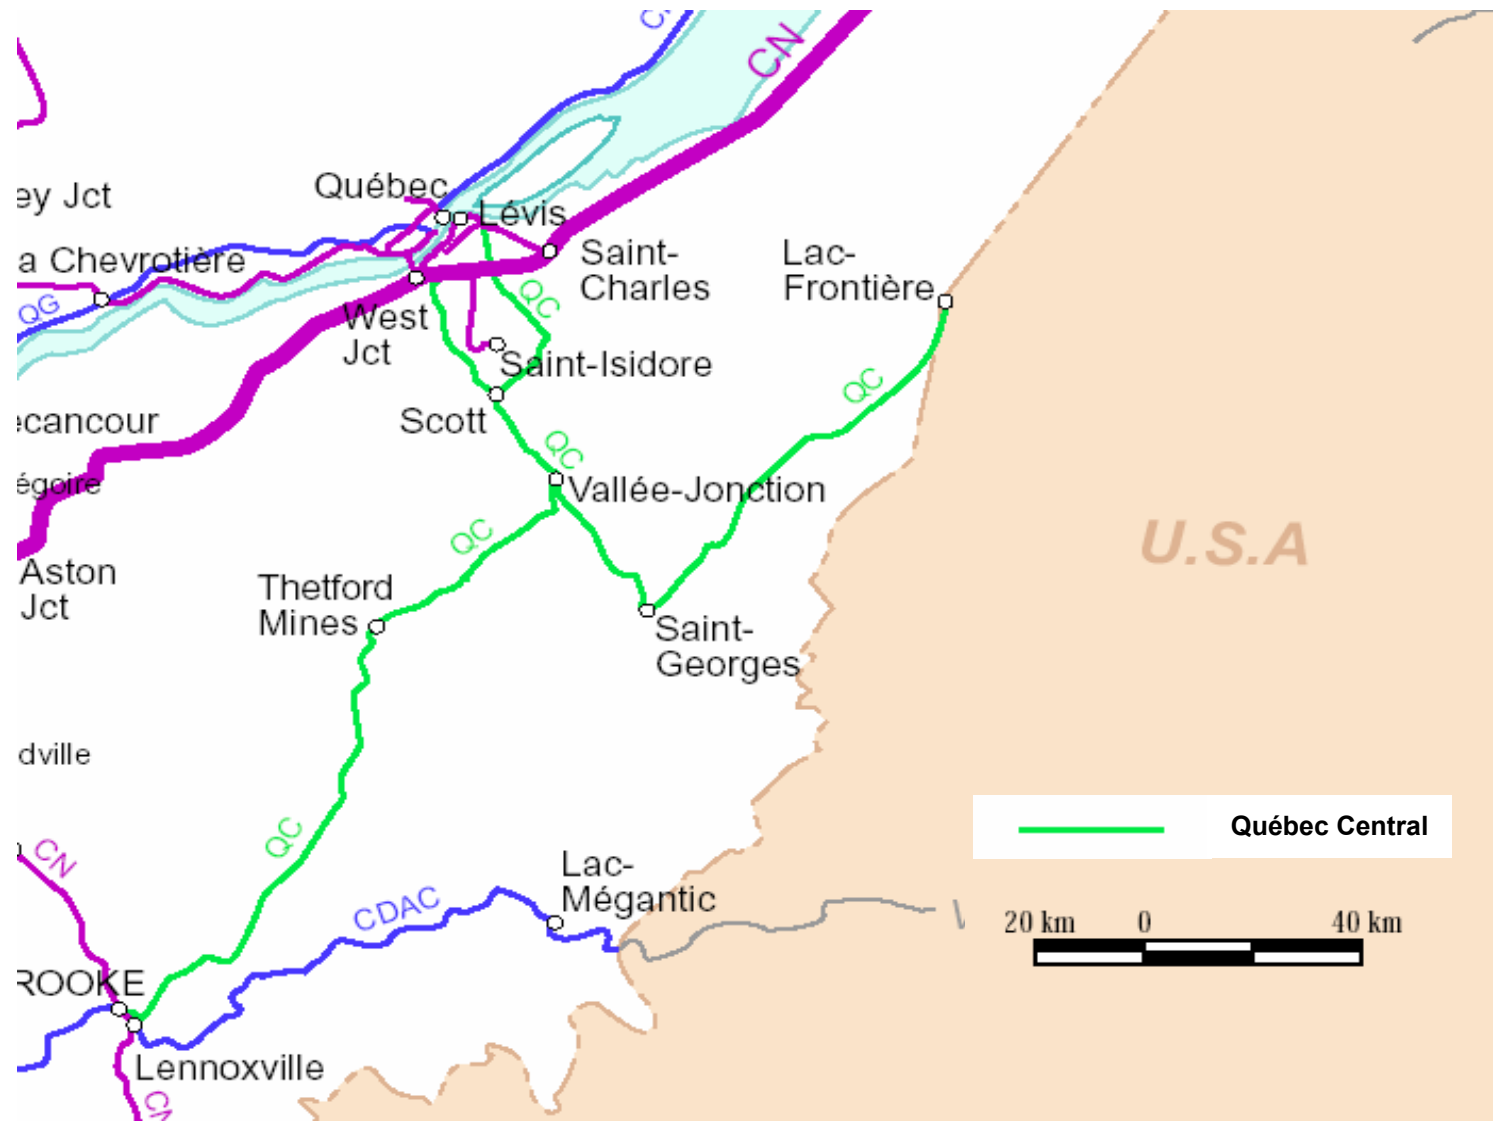 CN
Québec
ey Jct
Lévis
a Chevrotière
Saint-
Charles
Lac-
Frontière
QG
QC
West
Jct
Saint-Isidore
QC
Scott
ecancour
QC
égoire
Vallée-Jonction
QC
U.S.A
Aston
Jct
Thetford
Mines
Saint-
Georges
dville
QC
Québec Central
CN
Lac-
Mégantic
CDAC
20 km 0 40 km
ROOKE
Lennoxville
CN